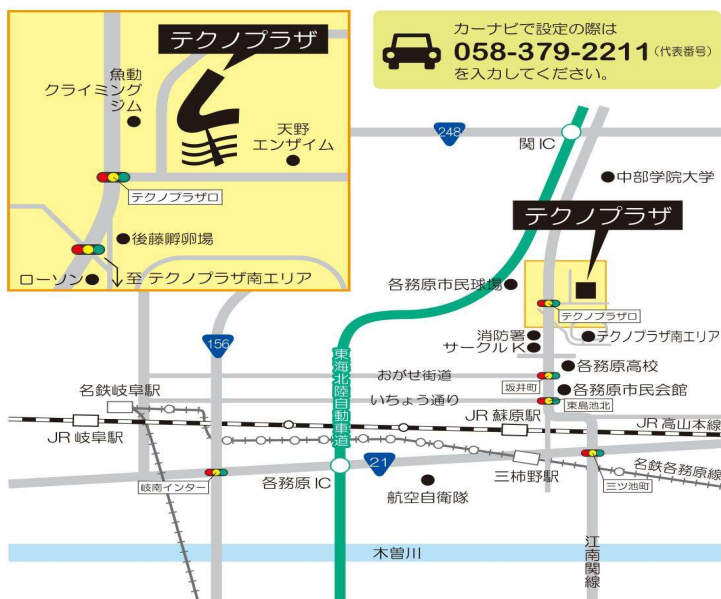 テクノプラザ
魚動
クライミング
ジム
天野
エンザイム
テクノプラザ口
後藤孵卵場
ローソン
至 テクノプラザ南エリア
カーナビで設定の際は
058-379-2211(代表番号)
を入力してください。
248
関IC
中部学院大学
テクノプラザ
各務原市民球場
テクノプラザ口
消防署
サークルK
テクノプラザ南エリア
156
東海北陸自動車道
おがせ街道
坂井町
各務原高校
名鉄岐阜駅
いちょう通り
各務原市民会館
東島池北
JR岐阜駅
JR蘇原駅
JR高山本線
21
岐南インター
各務原IC
航空自衛隊
三柿野駅
三ツ池町
名鉄各務原線
木曽川
江南関線